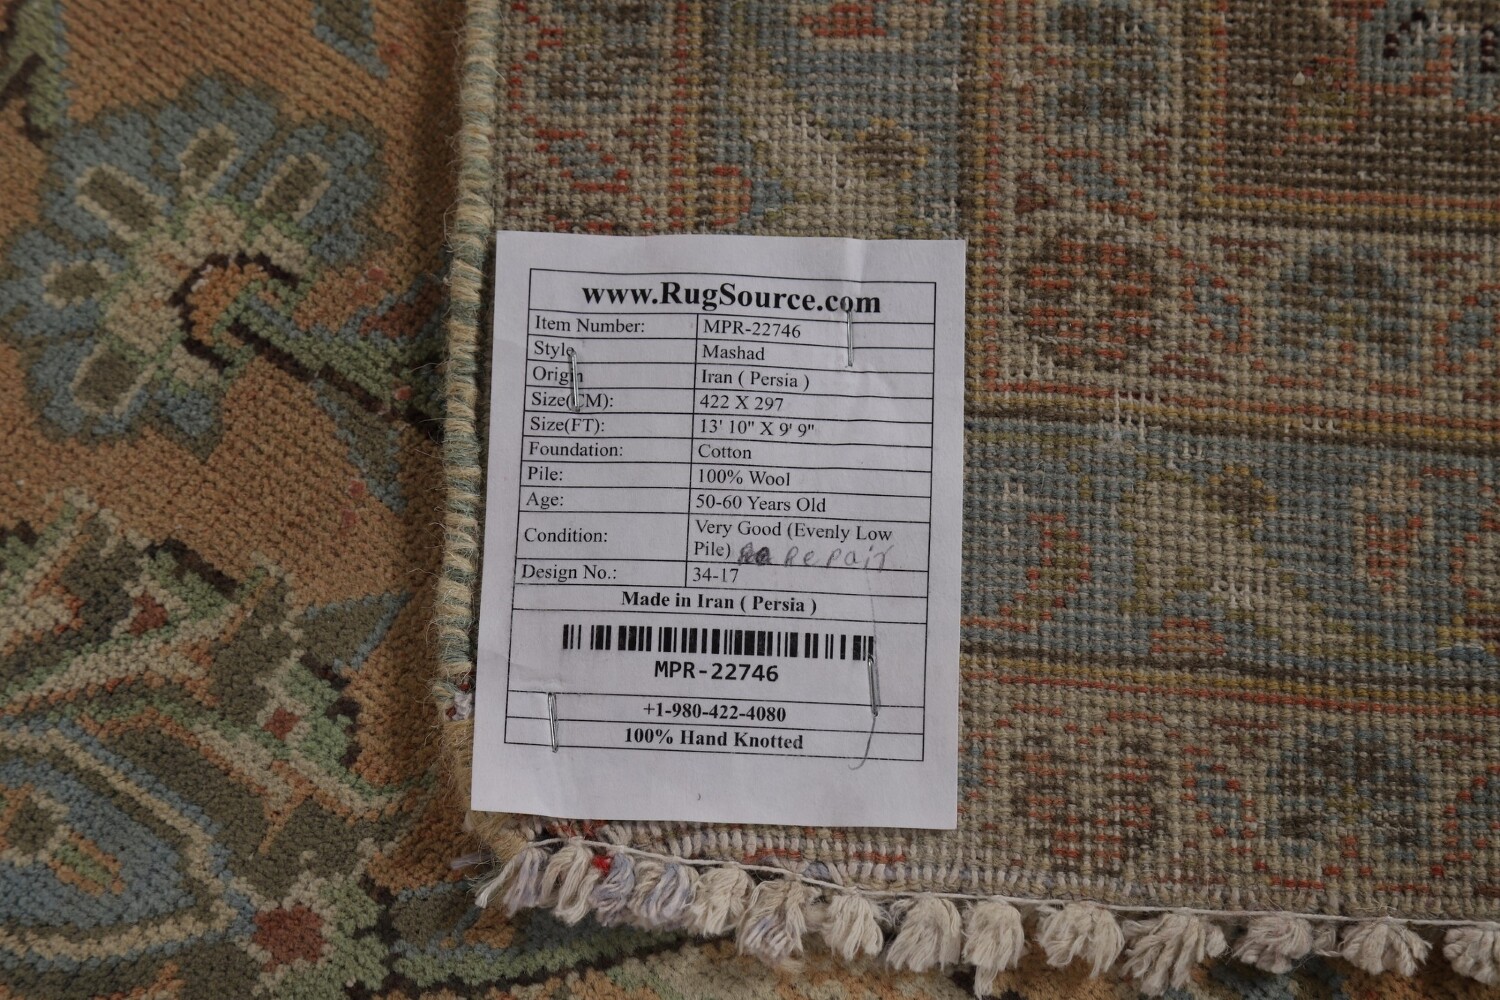 www.RugSource.com
Item Number: MPR-22746
Style Mashad
Origin Iran ( Persia )
Size(CM): 422 X 297
Size(FT): 13' 10" X 9' 9"
Foundation: Cotton
Pile: 100% Wool
Age: 50-60 Years Old
Condition: Very Good (Evenly Low
Pile) Repair
Design No.: 34-17
Made in Iran ( Persia )
MPR-22746
+1-980-422-4080
100% Hand Knotted